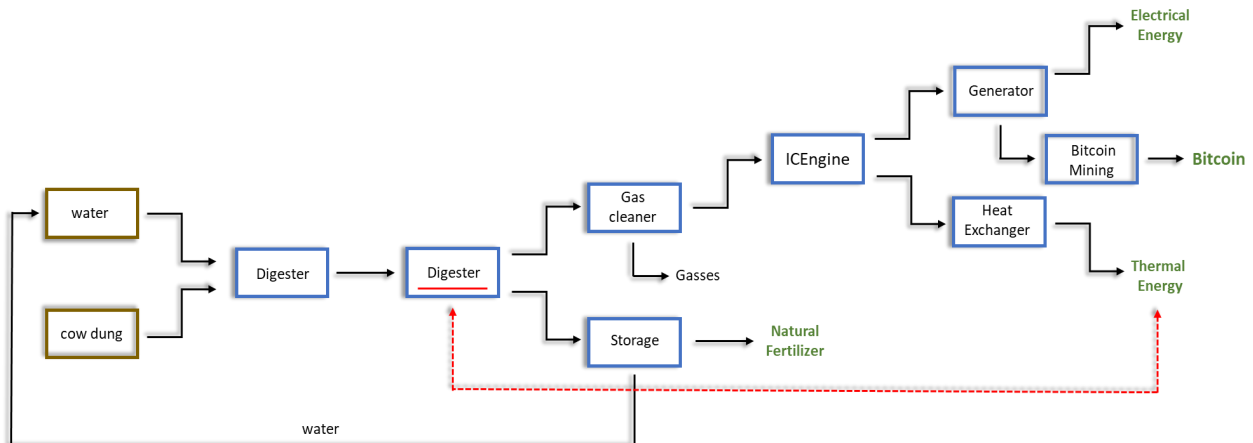 Electrical
Energy
Generator
Bitcoin
Mining
Bitcoin
ICEngine
Gas
cleaner
water
Heat
Exchanger
Digester
Digester
Gasses
Thermal
Energy
cow dung
Storage
Natural
Fertilizer
water